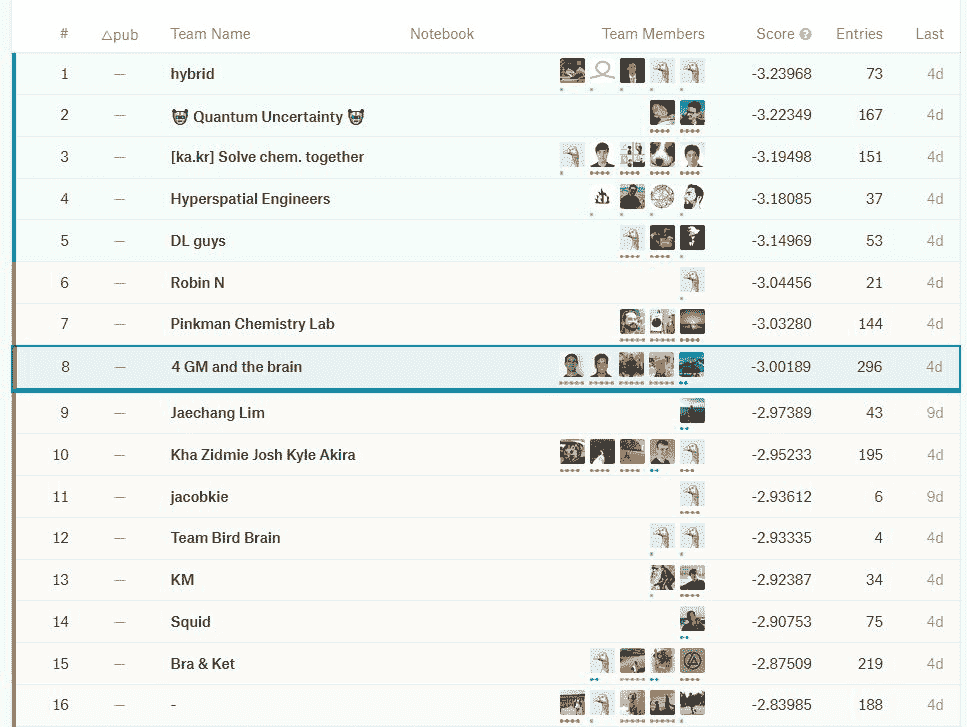 # △pub Team Name Notebook Team Members Score ? Entries Last
1 — hybrid -3.23968 73 4d
2 — Quantum Uncertainty -3.22349 167 4d
3 — [ka.kr] Solve chem. together -3.19498 151 4d
4 — Hyperspatial Engineers -3.18085 37 4d
5 — DL guys -3.14969 53 4d
6 — Robin N -3.04456 21 4d
7 — Pinkman Chemistry Lab -3.03280 144 4d
8 — 4 GM and the brain -3.00189 296 4d
9 — Jaechang Lim -2.97389 43 9d
10 — Kha Zidmie Josh Kyle Akira -2.95233 195 4d
11 — jacobkie -2.93612 6 9d
12 — Team Bird Brain -2.93335 4 4d
13 — KM -2.92387 34 4d
14 — Squid -2.90753 75 4d
15 — Bra & Ket -2.87509 219 4d
16 — - -2.83985 188 4d